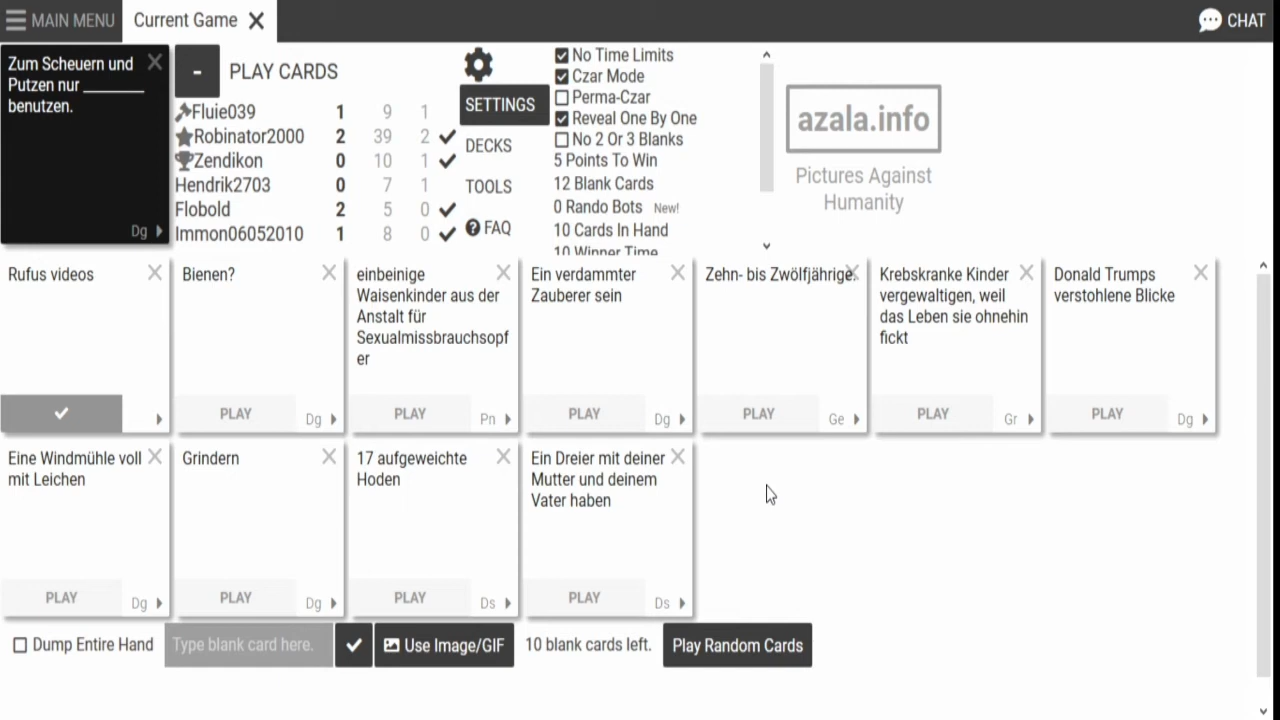 MAIN MENU
Current Game
CHAT
Zum Scheuern und
Putzen nur ________
benutzen.
Dg
-
PLAY CARDS
Fluie039 1 9 1
Robinator2000 2 39 2
Zendikon 0 10 1
Hendrik2703 0 7 1
Flobold 2 5 0
Immon06052010 1 8 0
SETTINGS
DECKS
TOOLS
FAQ
No Time Limits
Czar Mode
Perma-Czar
Reveal One By One
No 2 Or 3 Blanks
5 Points To Win
12 Blank Cards
0 Rando Bots New!
10 Cards In Hand
10 Winner Time
azala.info
Pictures Against
Humanity
Rufus videos
Bienen?
PLAY
Dg
einbeinige
Waisenkinder aus der
Anstalt für
Sexualmissbrauchsopf
er
PLAY
Pn
Ein verdammter
Zauberer sein
PLAY
Dg
Zehn- bis Zwölfjährige.
PLAY
Ge
Krebskranke Kinder
vergewaltigen, weil
das Leben sie ohnehin
fickt
PLAY
Gr
Donald Trumps
verstohlene Blicke
PLAY
Dg
Eine Windmühle voll
mit Leichen
PLAY
Dg
Grindern
PLAY
Dg
17 aufgeweichte
Hoden
PLAY
Ds
Ein Dreier mit deiner
Mutter und deinem
Vater haben
PLAY
Ds
Dump Entire Hand
Type blank card here.
Use Image/GIF
10 blank cards left.
Play Random Cards